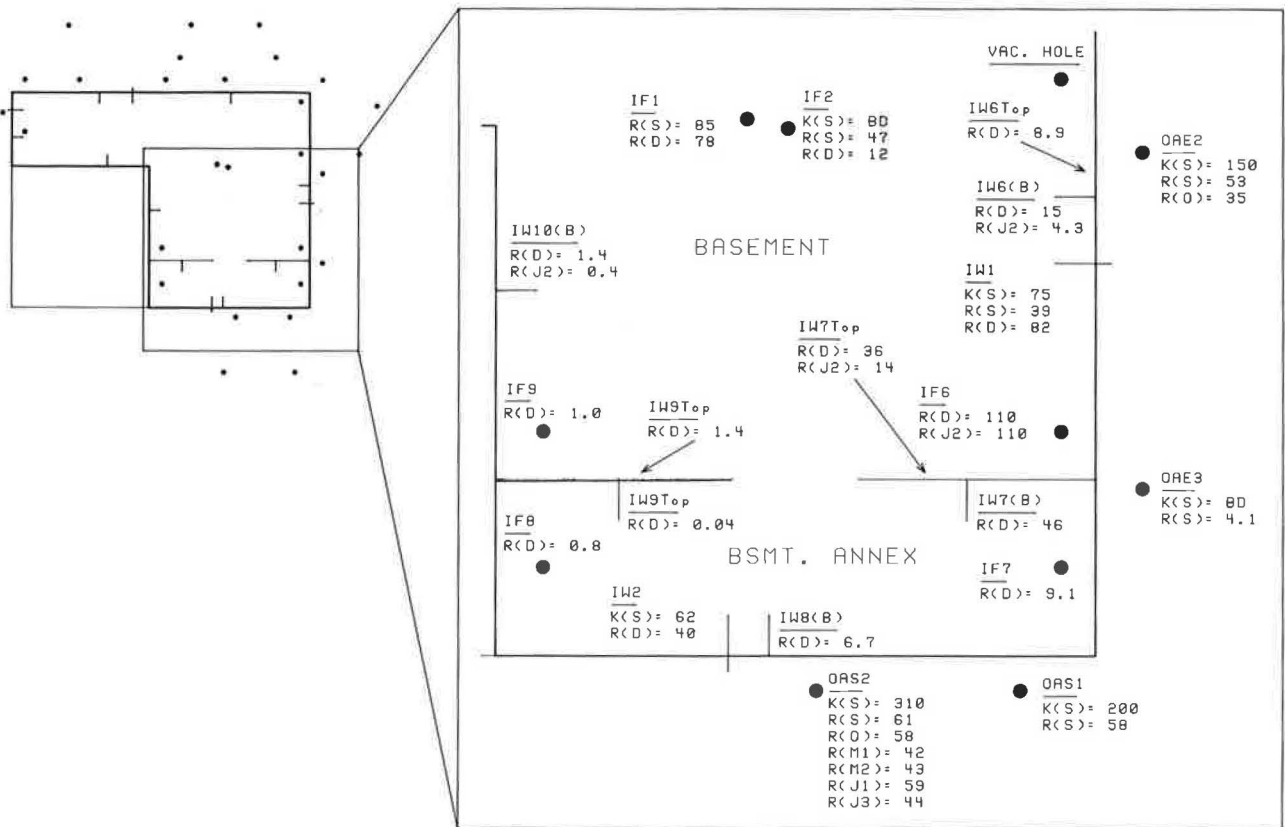 VAC. HOLE
IF1
R(S)= 85
R(D)= 78
IF2
K(S)= BD
R(S)= 47
R(D)= 12
IW6Top
R(D)= 8.9
OAE2
K(S)= 150
R(S)= 53
R(O)= 35
IW6(B)
R(D)= 15
R(J2)= 4.3
IW10(B)
R(D)= 1.4
R(J2)= 0.4
BASEMENT
IW1
K(S)= 75
R(S)= 39
R(D)= 82
IW7Top
R(D)= 36
R(J2)= 14
IF9
R(D)= 1.0
IW9Top
R(D)= 1.4
IF6
R(D)= 110
R(J2)= 110
OAE3
K(S)= BD
R(S)= 4.1
IF8
R(D)= 0.8
IW9Top
R(D)= 0.04
IW7(B)
R(D)= 46
BSMT. ANNEX
IF7
R(D)= 9.1
IW2
K(S)= 62
R(D)= 40
IW8(B)
R(D)= 6.7
OAS2
K(S)= 310
R(S)= 61
R(O)= 58
R(M1)= 42
R(M2)= 43
R(J1)= 59
R(J3)= 44
OAS1
K(S)= 200
R(S)= 58